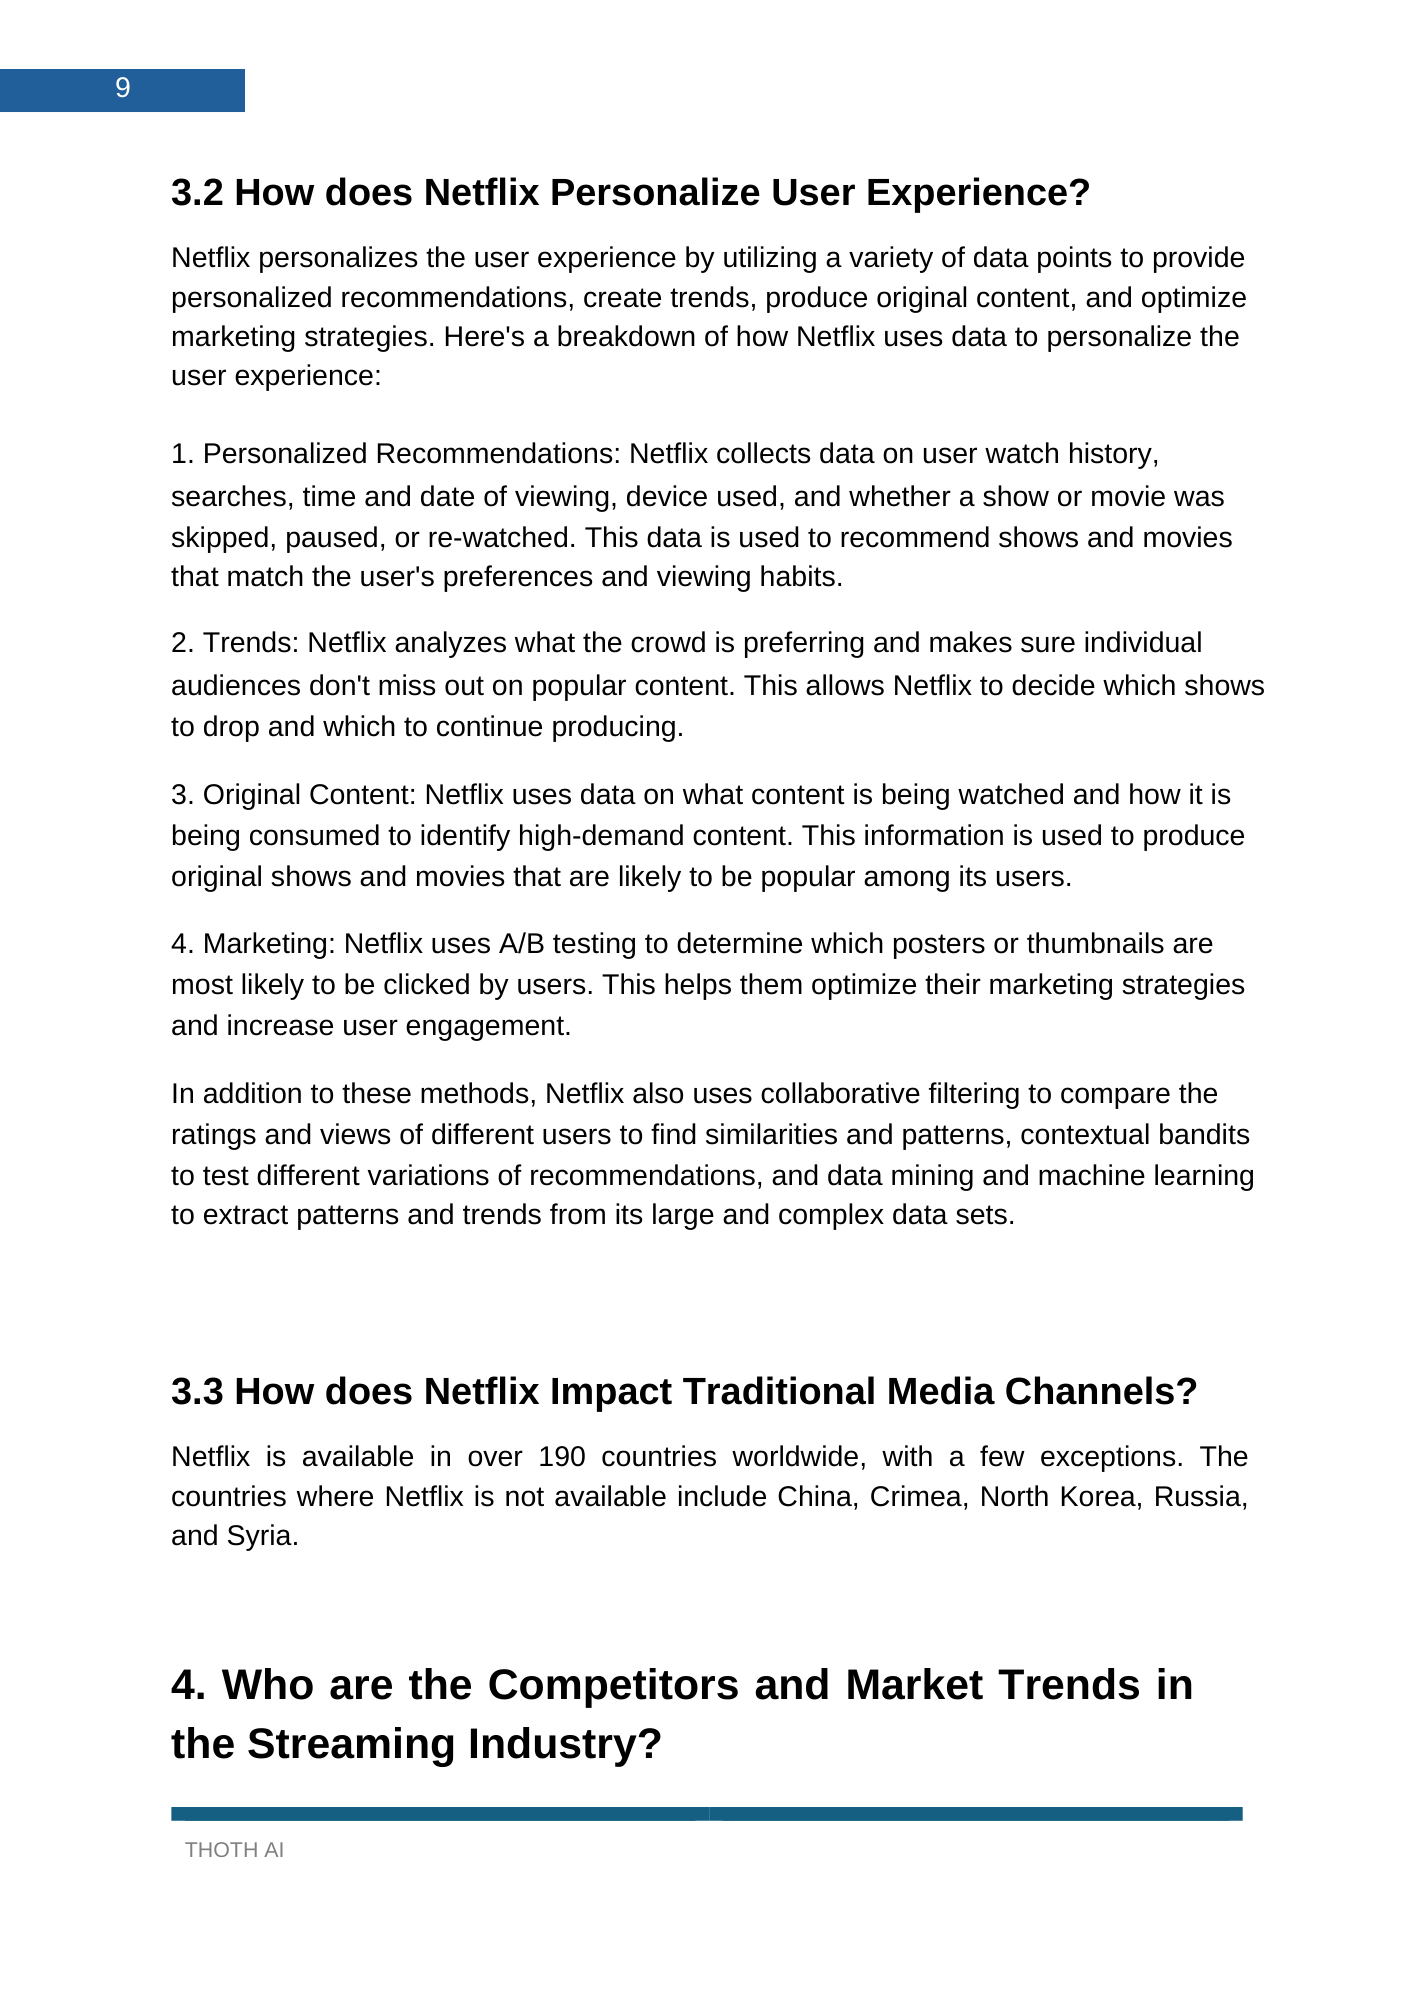 9
3.2 How does Netflix Personalize User Experience?
Netflix personalizes the user experience by utilizing a variety of data points to provide
personalized recommendations, create trends, produce original content, and optimize
marketing strategies. Here's a breakdown of how Netflix uses data to personalize the
user experience:
1. Personalized Recommendations: Netflix collects data on user watch history,
searches, time and date of viewing, device used, and whether a show or movie was
skipped, paused, or re-watched. This data is used to recommend shows and movies
that match the user's preferences and viewing habits.
2. Trends: Netflix analyzes what the crowd is preferring and makes sure individual
audiences don't miss out on popular content. This allows Netflix to decide which shows
to drop and which to continue producing.
3. Original Content: Netflix uses data on what content is being watched and how it is
being consumed to identify high-demand content. This information is used to produce
original shows and movies that are likely to be popular among its users.
4. Marketing: Netflix uses A/B testing to determine which posters or thumbnails are
most likely to be clicked by users. This helps them optimize their marketing strategies
and increase user engagement.
In addition to these methods, Netflix also uses collaborative filtering to compare the
ratings and views of different users to find similarities and patterns, contextual bandits
to test different variations of recommendations, and data mining and machine learning
to extract patterns and trends from its large and complex data sets.
3.3 How does Netflix Impact Traditional Media Channels?
Netflix is available in over 190 countries worldwide, with a few exceptions. The
countries where Netflix is not available include China, Crimea, North Korea, Russia,
and Syria.
4. Who are the Competitors and Market Trends in
the Streaming Industry?
THOTH AI